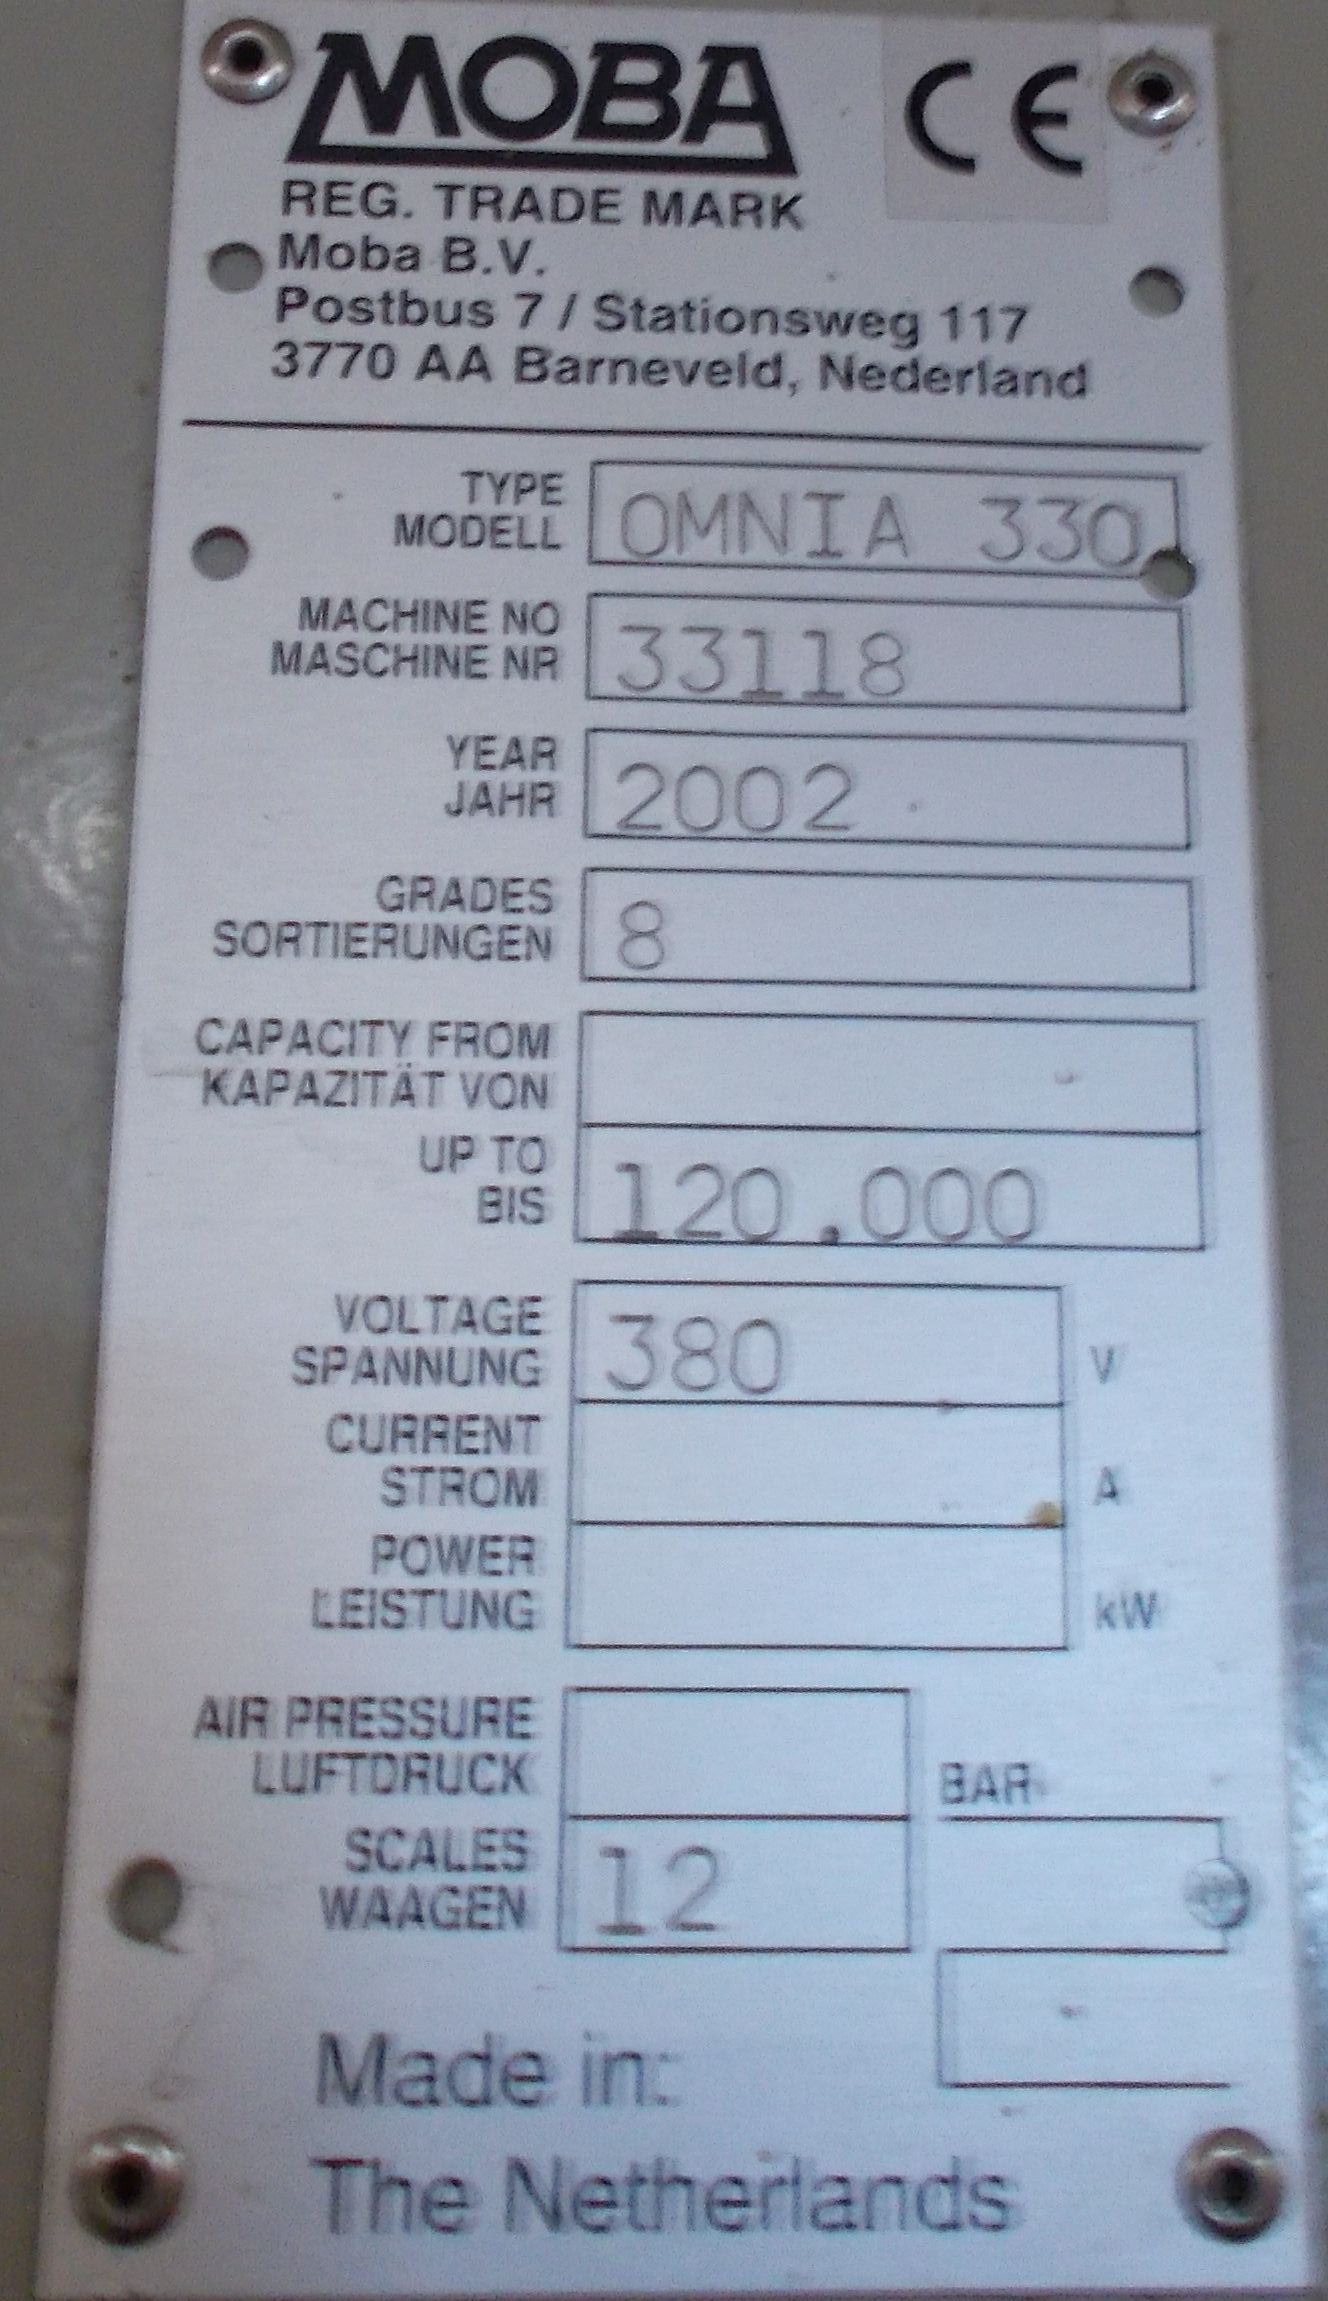 MOBA CE
REG. TRADE MARK
Moba B.V.
Postbus 7 / Stationsweg 117
3770 AA Barneveld, Nederland
TYPE
MODELL
OMNIA 330
MACHINE NO
MASCHINE NR
33118
YEAR
JAHR
2002
GRADES
SORTIERUNGEN
8
CAPACITY FROM
KAPAZITÄT VON
UP TO
BIS
120.000
VOLTAGE
SPANNUNG
380 V
CURRENT
STROM
A
POWER
LEISTUNG
kW
AIR PRESSURE
LUFTDRUCK
BAR
SCALES
WAAGEN
12
Made in:
The Netherlands